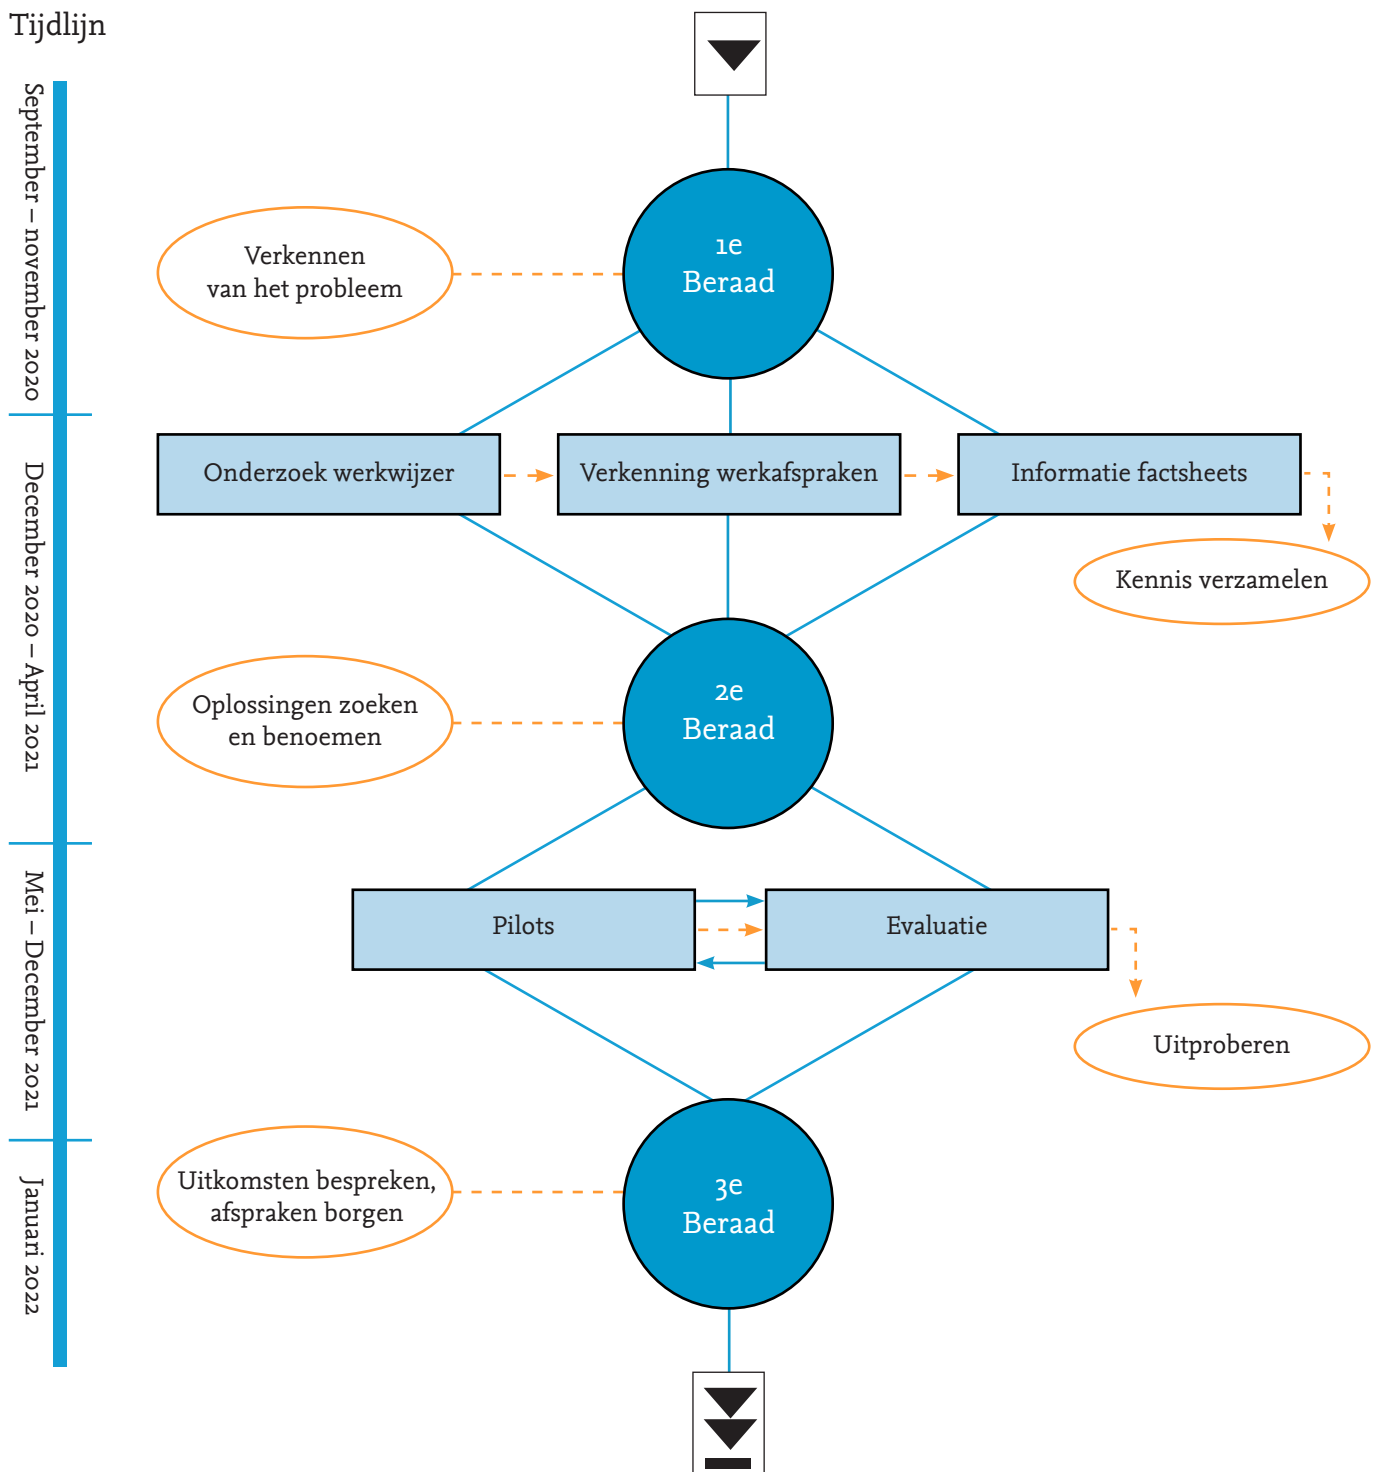 Tijdlijn
September – november 2020
1e
Beraad
Verkennen
van het probleem
December 2020 – April 2021
Onderzoek werkwijzer
Verkenning werkafspraken
Informatie factsheets
Kennis verzamelen
2e
Beraad
Oplossingen zoeken
en benoemen
Mei – December 2021
Pilots
Evaluatie
Uitproberen
Januari 2022
3e
Beraad
Uitkomsten bespreken,
afspraken borgen